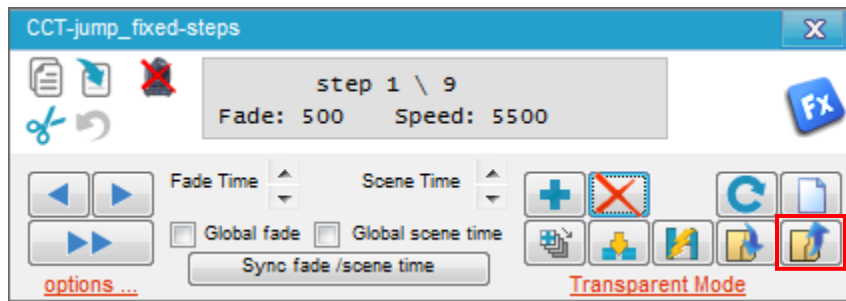 CCT-jump_fixed-steps
step 1 \ 9
Fade: 500 Speed: 5500
FX
Fade Time Scene Time
Global fade Global scene time
Sync fade /scene time
options ... Transparent Mode